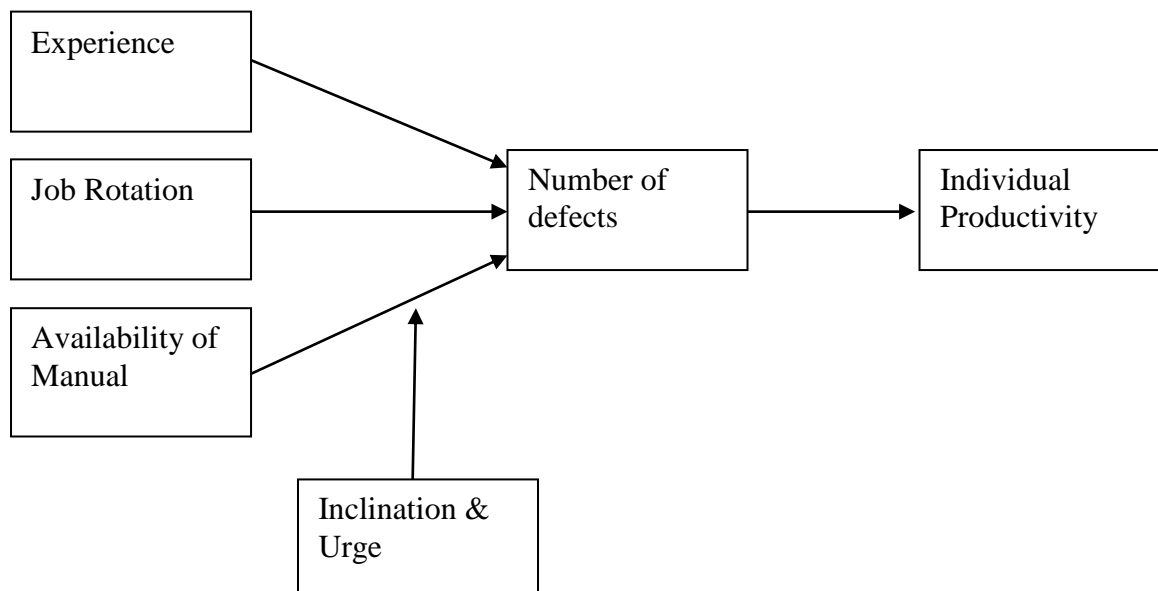 Experience
Job Rotation
Availability of
Manual
Number of
defects
Individual
Productivity
Inclination &
Urge